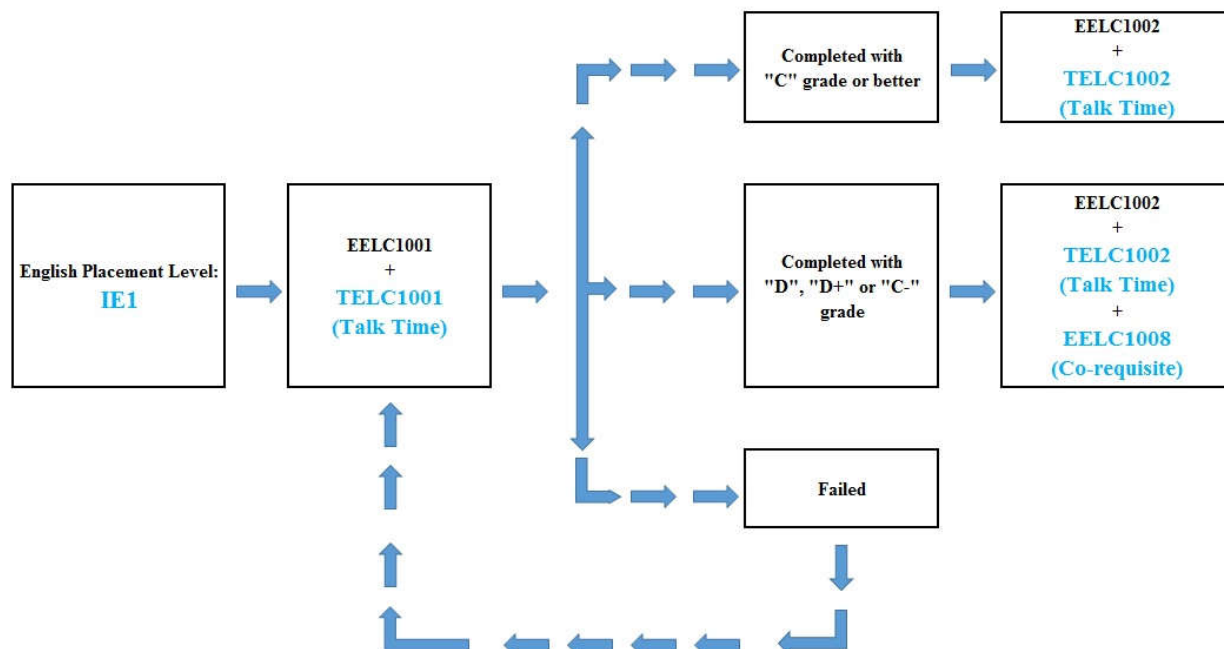 English Placement Level:
IE1
EELC1001
+
TELC1001
(Talk Time)
Completed with
"C" grade or better
EELC1002
+
TELC1002
(Talk Time)
Completed with
"D", "D+" or "C-"
grade
EELC1002
+
TELC1002
(Talk Time)
+
EELC1008
(Co-requisite)
Failed